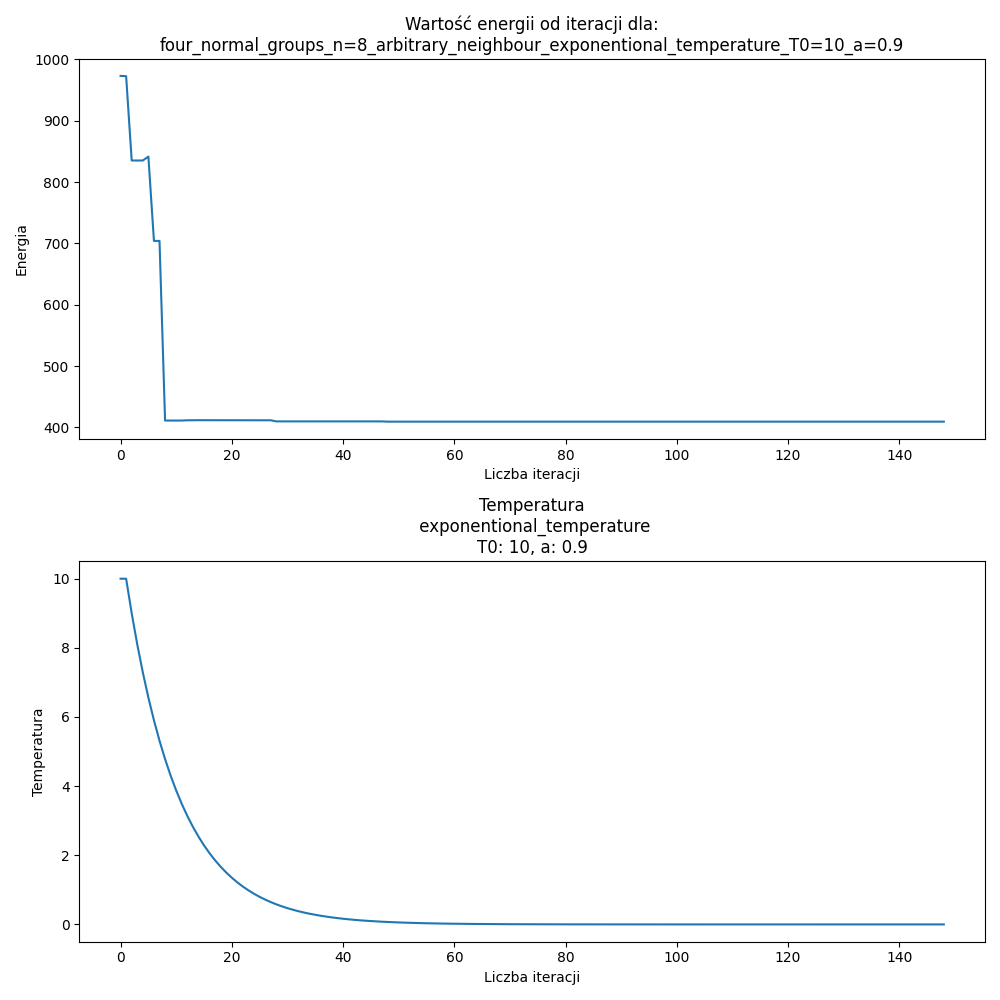 Wartość energii od iteracji dla:
four_normal_groups_n=8_arbitrary_neighbour_exponentional_temperature_T0=10_a=0.9
1000
900
800
700
600
500
400
Energia
0 20 40 60 80 100 120 140
Liczba iteracji
Temperatura
exponentional_temperature
T0: 10, a: 0.9
10
8
6
4
2
0
Temperatura
0 20 40 60 80 100 120 140
Liczba iteracji